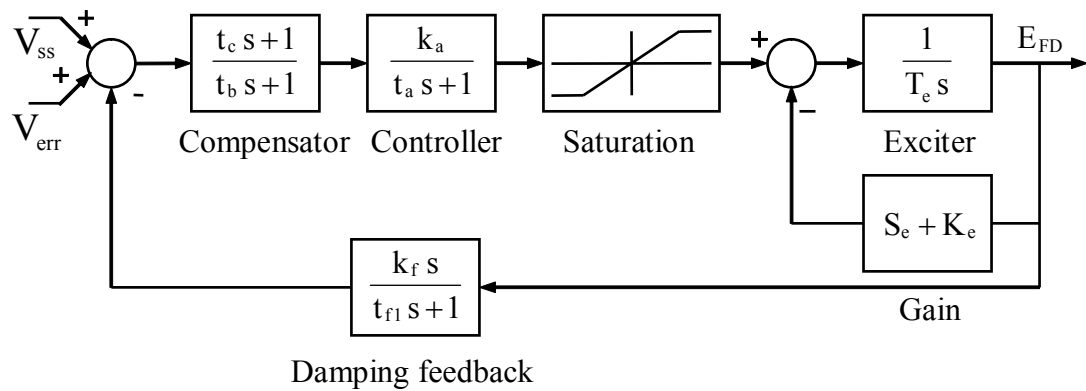 V_ss
+
+
V_err
-
t_c s + 1
t_b s + 1
Compensator
k_a
t_a s + 1
Controller
Saturation
+
-
1
T_e s
Exciter
E_FD
S_e + K_e
Gain
k_f s
t_f1 s + 1
Damping feedback